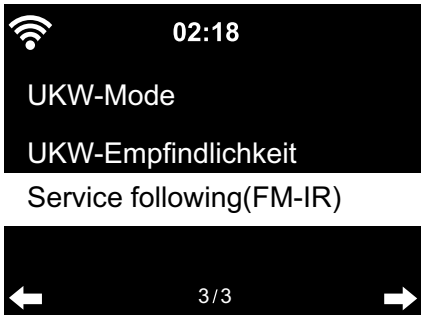 02:18
UKW-Mode
UKW-Empfindlichkeit
Service following(FM-IR)
3/3